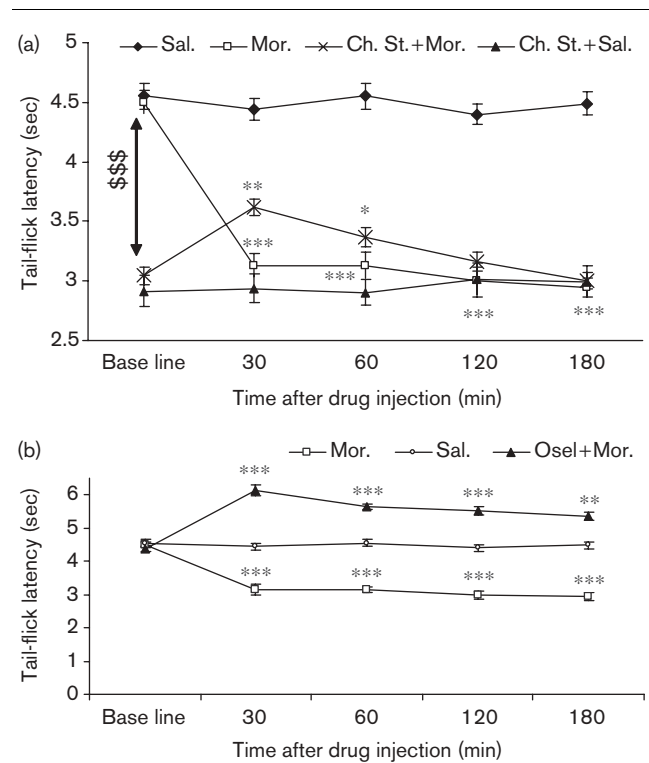 (a)
Sal. Mor. Ch. St.+Mor. Ch. St.+Sal.
5
4.5
4
3.5
3
2.5
Tail-flick latency (sec)
$$$
**
*
***
***
***
***
Base line 30 60 120 180
Time after drug injection (min)
(b)
Mor. Sal. Osel+Mor.
6
5
4
3
2
1
0
Tail-flick latency (sec)
*** *** *** **
*** *** *** ***
Base line 30 60 120 180
Time after drug injection (min)